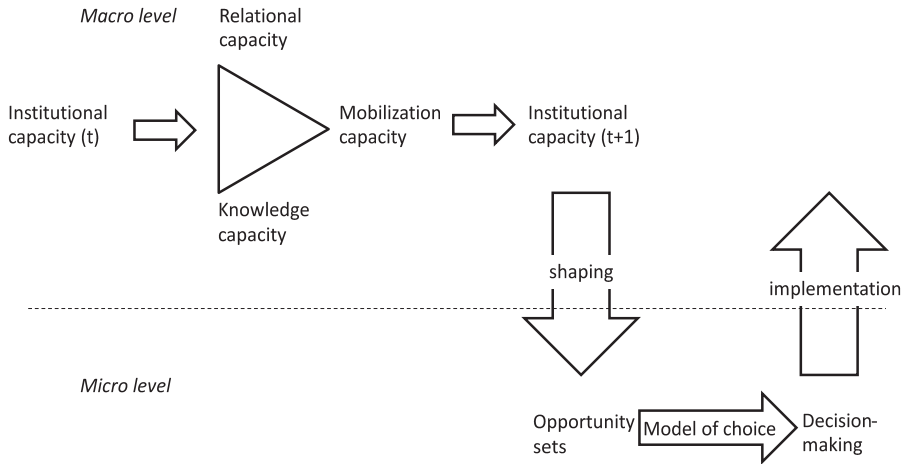 Macro level
Relational
capacity
Institutional
capacity (t)
Mobilization
capacity
Institutional
capacity (t+1)
Knowledge
capacity
shaping
implementation
Micro level
Opportunity
sets
Model of choice
Decision-
making